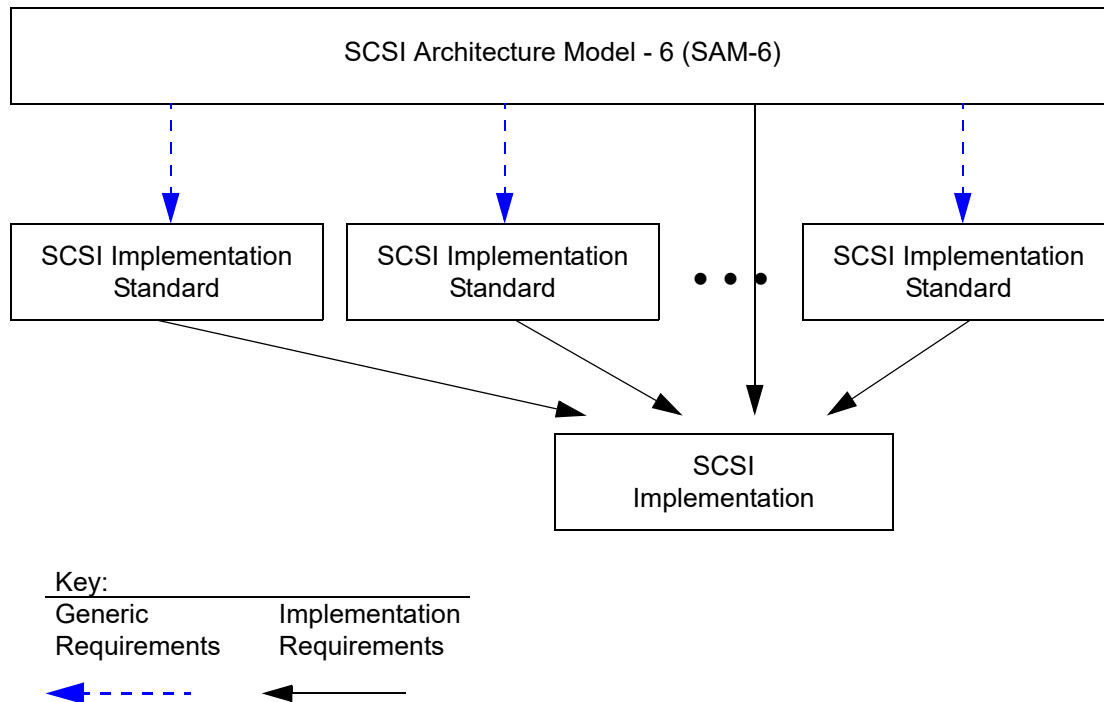 SCSI Architecture Model - 6 (SAM-6)
SCSI Implementation
Standard
SCSI Implementation
Standard
SCSI Implementation
Standard
SCSI
Implementation
Key:
Generic
Requirements
Implementation
Requirements